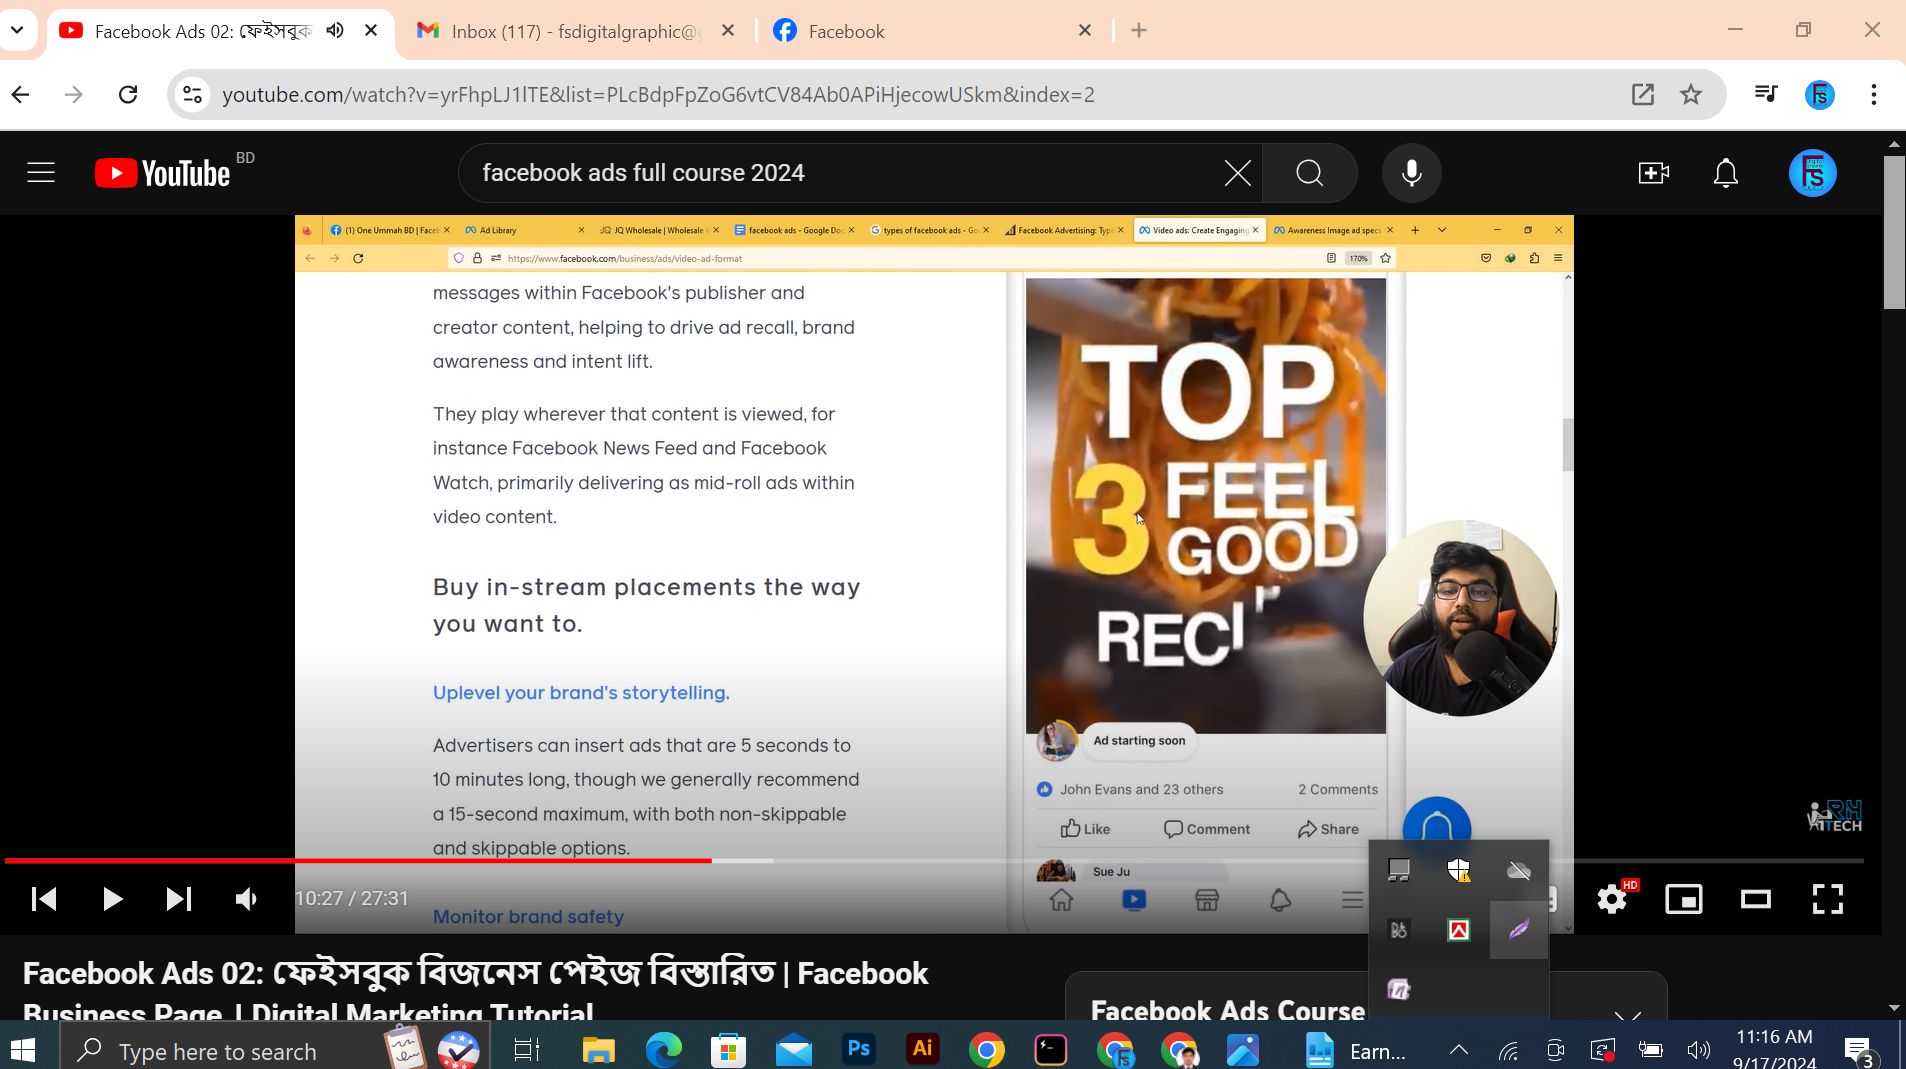 Facebook Ads 02: ফেইসবুক
Inbox (117) - fsdigitalgraphic@
Facebook
youtube.com/watch?v=yrFhpLJ1lTE&list=PLcBdpFpZoG6vtCV84Ab0APiHjecowUSkm&index=2
YouTube BD
facebook ads full course 2024
(1) One Ummah BD | Faceb
Ad Library
JQ JQ Wholesale | Wholesale W
facebook ads - Google Doc
types of facebook ads - Go
Facebook Advertising: Type
Video ads: Create Engaging
Awareness Image ad specs
https://www.facebook.com/business/ads/video-ad-format
170%
messages within Facebook's publisher and
creator content, helping to drive ad recall, brand
awareness and intent lift.
They play wherever that content is viewed, for
instance Facebook News Feed and Facebook
Watch, primarily delivering as mid-roll ads within
video content.
Buy in-stream placements the way
you want to.
Uplevel your brand's storytelling.
Advertisers can insert ads that are 5 seconds to
10 minutes long, though we generally recommend
a 15-second maximum, with both non-skippable
and skippable options.
Monitor brand safety
TOP
3 FEEL
GOOD
RECI
Ad starting soon
John Evans and 23 others 2 Comments
Like Comment Share
Sue Ju
RH
ITECH
10:27 / 27:31
HD
Facebook Ads 02: ফেইসবুক বিজনেস পেইজ বিস্তারিত | Facebook
Business Page | Digital Marketing Tutorial
Facebook Ads Course
Type here to search
Ps
Ai
Earn...
11:16 AM
9/17/2024
3